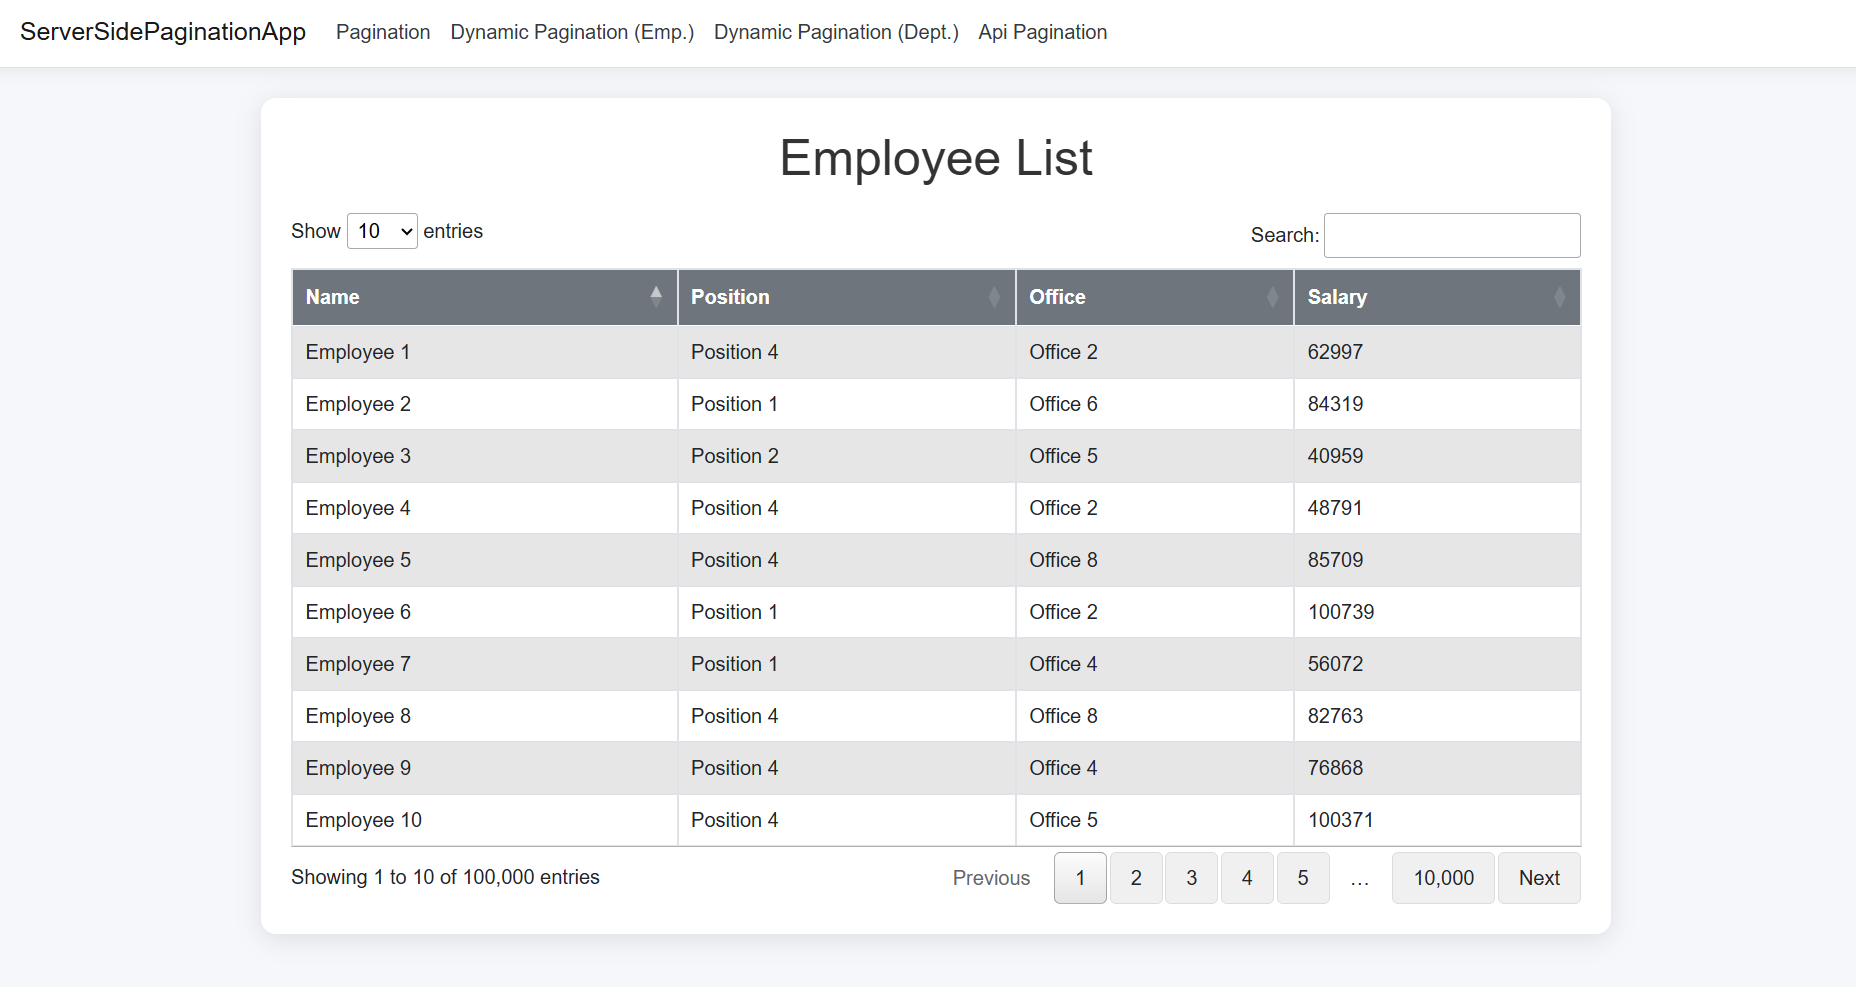 ServerSidePaginationApp Pagination Dynamic Pagination (Emp.) Dynamic Pagination (Dept.) Api Pagination
Employee List
Show 10 entries Search:
Name Position Office Salary
Employee 1 Position 4 Office 2 62997
Employee 2 Position 1 Office 6 84319
Employee 3 Position 2 Office 5 40959
Employee 4 Position 4 Office 2 48791
Employee 5 Position 4 Office 8 85709
Employee 6 Position 1 Office 2 100739
Employee 7 Position 1 Office 4 56072
Employee 8 Position 4 Office 8 82763
Employee 9 Position 4 Office 4 76868
Employee 10 Position 4 Office 5 100371
Showing 1 to 10 of 100,000 entries Previous 1 2 3 4 5 … 10,000 Next